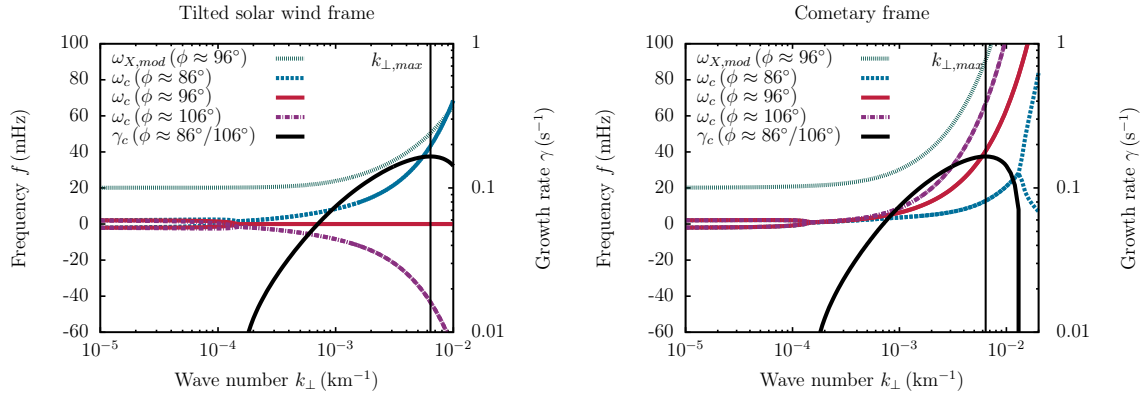 Tilted solar wind frame
100
80
60
40
20
0
-20
-40
-60
Frequency f (mHz)
ω_{X,mod} (ϕ ≈ 96°)
ω_c (ϕ ≈ 86°)
ω_c (ϕ ≈ 96°)
ω_c (ϕ ≈ 106°)
γ_c (ϕ ≈ 86°/106°)
k_{⊥,max}
1
0.1
0.01
Growth rate γ (s⁻¹)
10⁻⁵
10⁻⁴
10⁻³
10⁻²
Wave number k_⊥ (km⁻¹)
Cometary frame
100
80
60
40
20
0
-20
-40
-60
Frequency f (mHz)
ω_{X,mod} (ϕ ≈ 96°)
ω_c (ϕ ≈ 86°)
ω_c (ϕ ≈ 96°)
ω_c (ϕ ≈ 106°)
γ_c (ϕ ≈ 86°/106°)
k_{⊥,max}
1
0.1
0.01
Growth rate γ (s⁻¹)
10⁻⁵
10⁻⁴
10⁻³
10⁻²
Wave number k_⊥ (km⁻¹)